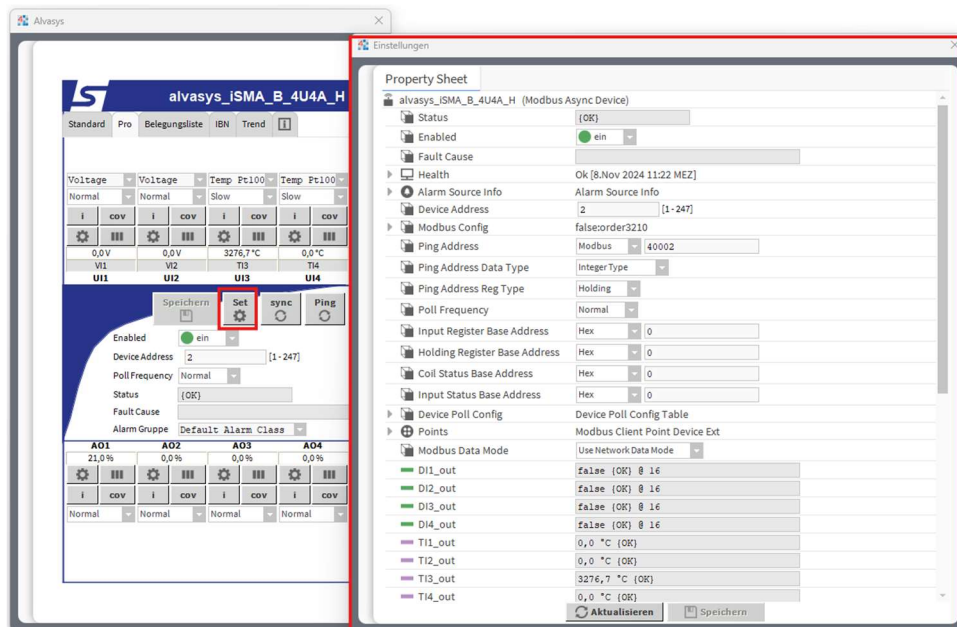 Alvasys
alvasys_iSMA_B_4U4A_H
Standard Pro Belegungsliste IBN Trend i
Voltage Voltage Temp Pt100 Temp Pt100
Normal Normal Slow Slow
i cov i cov i cov i cov
0,0 V 0,0 V 3276,7 °C 0,0 °C
VI1 VI2 TI3 TI4
UI1 UI2 UI3 UI4
Speichern Set sync Ping
Enabled ein
Device Address 2 [1 - 247]
Poll Frequency Normal
Status {OK}
Fault Cause
Alarm Gruppe Default Alarm Class
AO1 AO2 AO3 AO4
21,0 % 0,0 % 0,0 % 0,0 %
i cov i cov i cov i cov
Normal Normal Normal Normal
Einstellungen
Property Sheet
alvasys_iSMA_B_4U4A_H (Modbus Async Device)
Status {OK}
Enabled ein
Fault Cause
Health Ok [8.Nov 2024 11:22 MEZ]
Alarm Source Info Alarm Source Info
Device Address 2 [1 - 247]
Modbus Config false:order3210
Ping Address Modbus 40002
Ping Address Data Type Integer Type
Ping Address Reg Type Holding
Poll Frequency Normal
Input Register Base Address Hex 0
Holding Register Base Address Hex 0
Coil Status Base Address Hex 0
Input Status Base Address Hex 0
Device Poll Config Device Poll Config Table
Points Modbus Client Point Device Ext
Modbus Data Mode Use Network Data Mode
DI1_out false {OK} @ 16
DI2_out false {OK} @ 16
DI3_out false {OK} @ 16
DI4_out false {OK} @ 16
TI1_out 0,0 °C {OK}
TI2_out 0,0 °C {OK}
TI3_out 3276,7 °C {OK}
TI4_out 0,0 °C {OK}
Aktualisieren Speichern